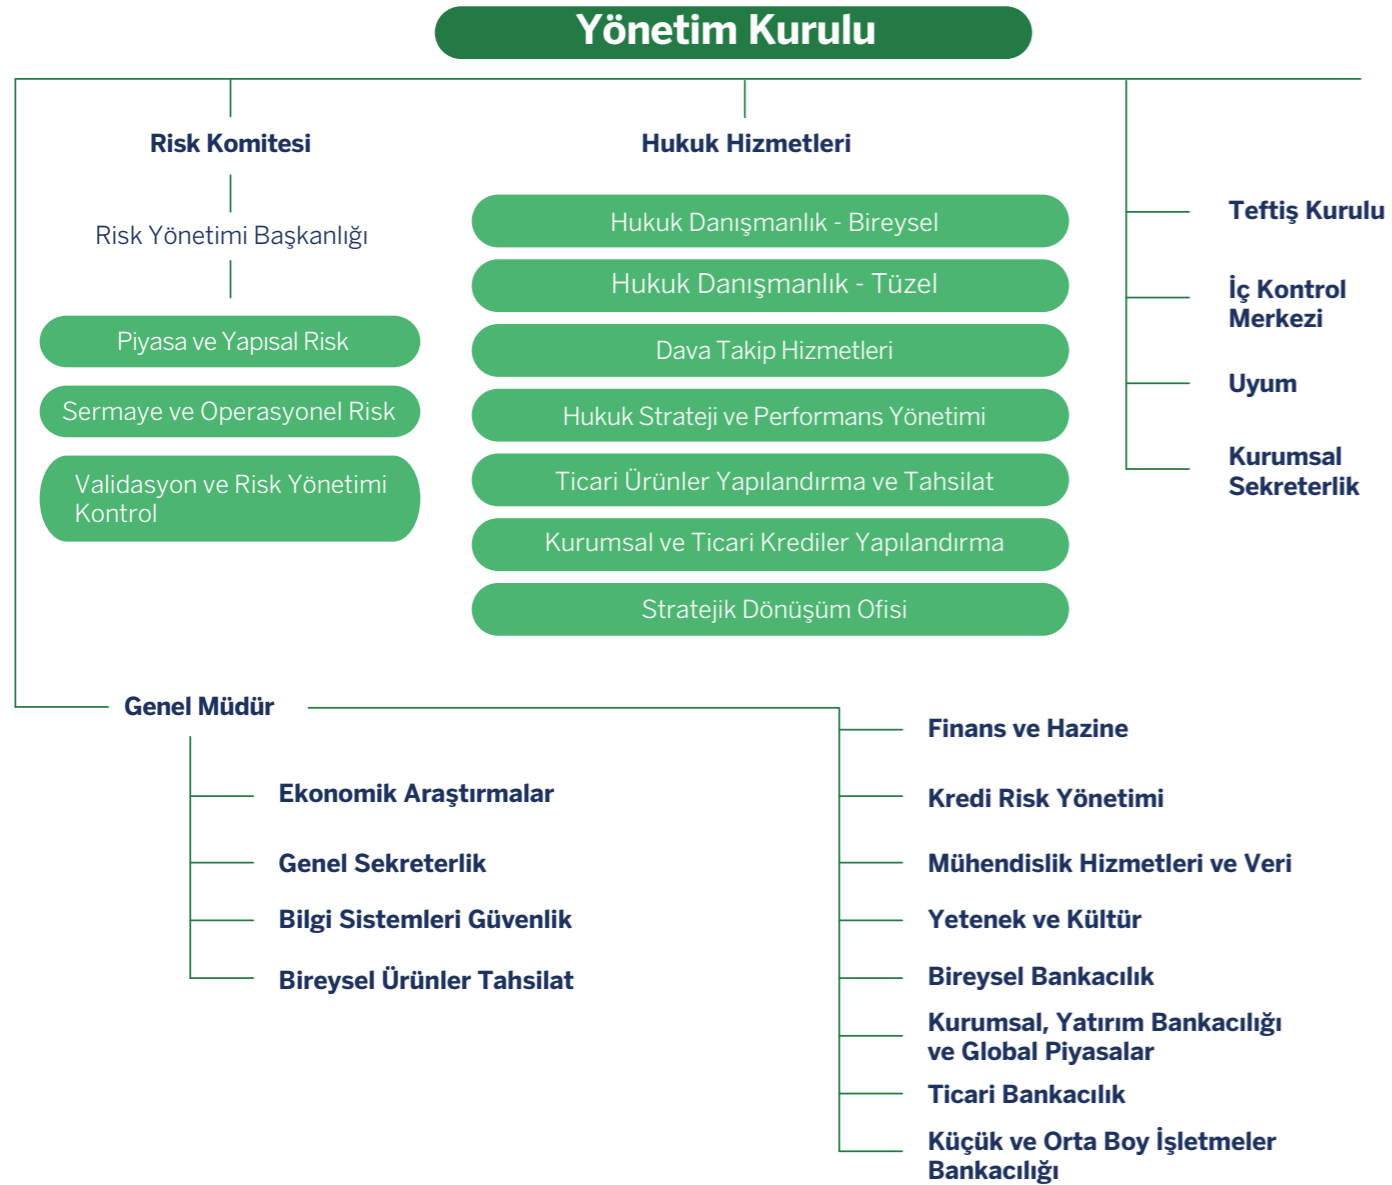 Yönetim Kurulu
Risk Komitesi
Risk Yönetimi Başkanlığı
Piyasa ve Yapısal Risk
Sermaye ve Operasyonel Risk
Validasyon ve Risk Yönetimi
Kontrol
Hukuk Hizmetleri
Hukuk Danışmanlık - Bireysel
Hukuk Danışmanlık - Tüzel
Dava Takip Hizmetleri
Hukuk Strateji ve Performans Yönetimi
Ticari Ürünler Yapılandırma ve Tahsilat
Kurumsal ve Ticari Krediler Yapılandırma
Stratejik Dönüşüm Ofisi
Teftiş Kurulu
İç Kontrol
Merkezi
Uyum
Kurumsal
Sekreterlik
Genel Müdür
Ekonomik Araştırmalar
Genel Sekreterlik
Bilgi Sistemleri Güvenlik
Bireysel Ürünler Tahsilat
Finans ve Hazine
Kredi Risk Yönetimi
Mühendislik Hizmetleri ve Veri
Yetenek ve Kültür
Bireysel Bankacılık
Kurumsal, Yatırım Bankacılığı
ve Global Piyasalar
Ticari Bankacılık
Küçük ve Orta Boy İşletmeler
Bankacılığı